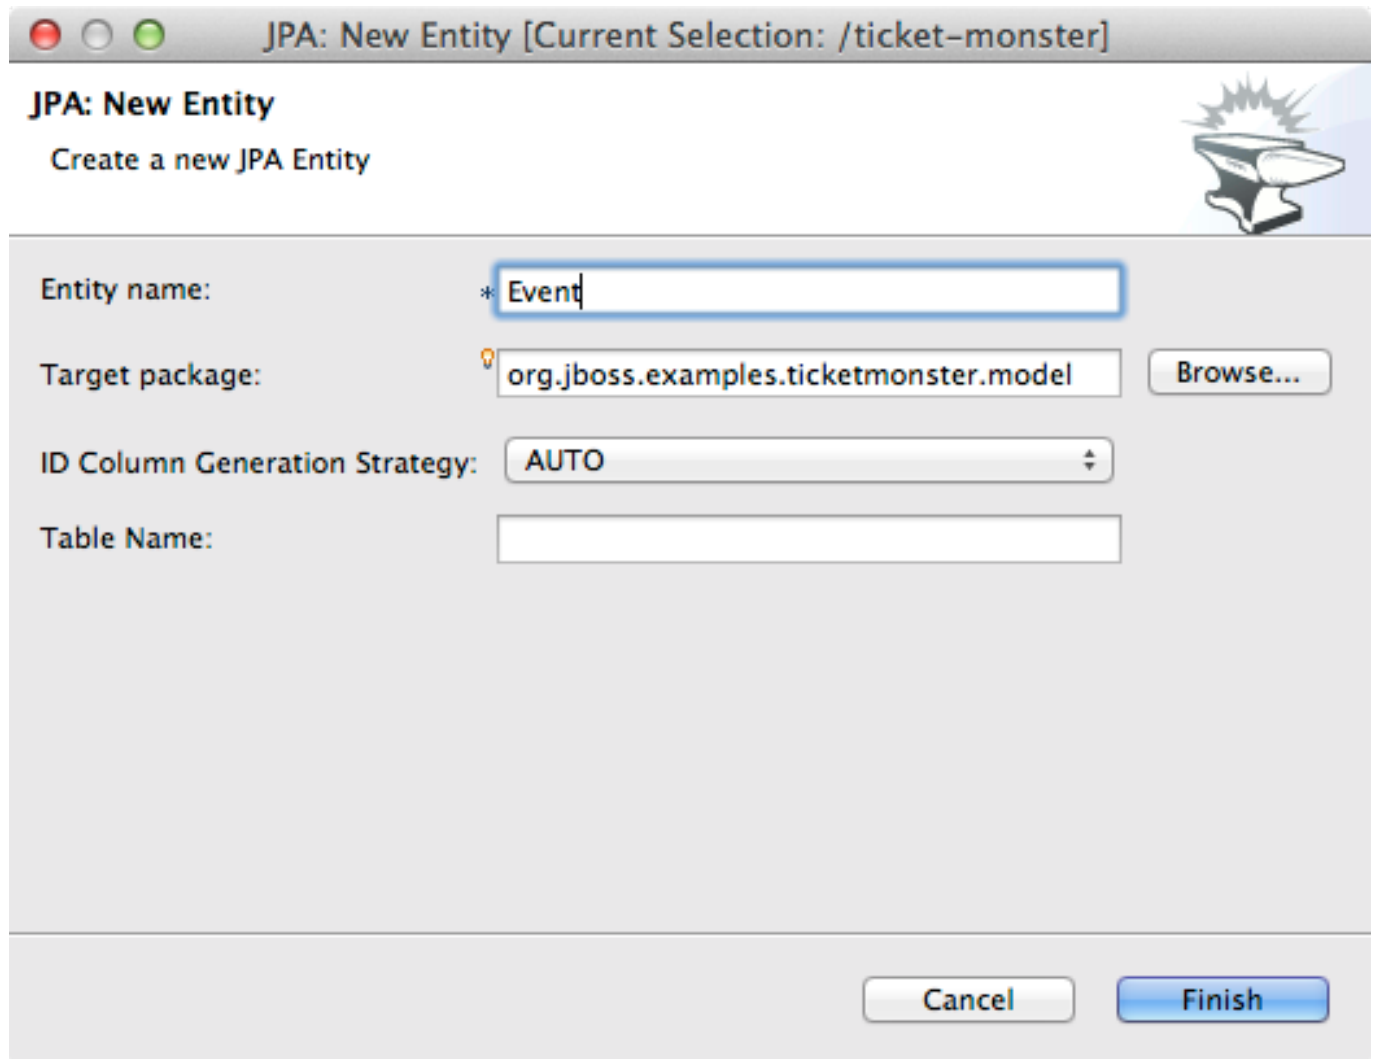 JPA: New Entity [Current Selection: /ticket-monster]
JPA: New Entity
Create a new JPA Entity
Entity name: * Event
Target package: org.jboss.examples.ticketmonster.model Browse...
ID Column Generation Strategy: AUTO
Table Name:
Cancel Finish